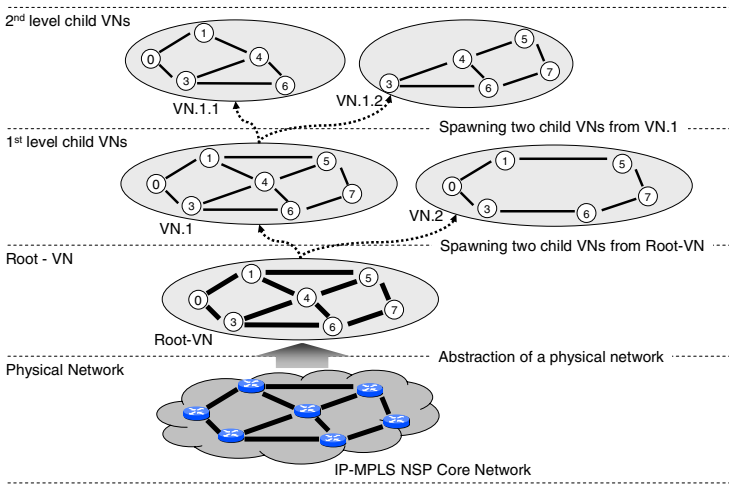 2nd level child VNs
1
0
4
3
6
VN.1.1
5
4
7
3
6
VN.1.2
Spawning two child VNs from VN.1
1st level child VNs
1
5
0
4
7
3
6
VN.1
1
5
0
7
3
6
VN.2
Spawning two child VNs from Root-VN
Root - VN
1
5
0
4
7
3
6
Root-VN
Abstraction of a physical network
Physical Network
IP-MPLS NSP Core Network